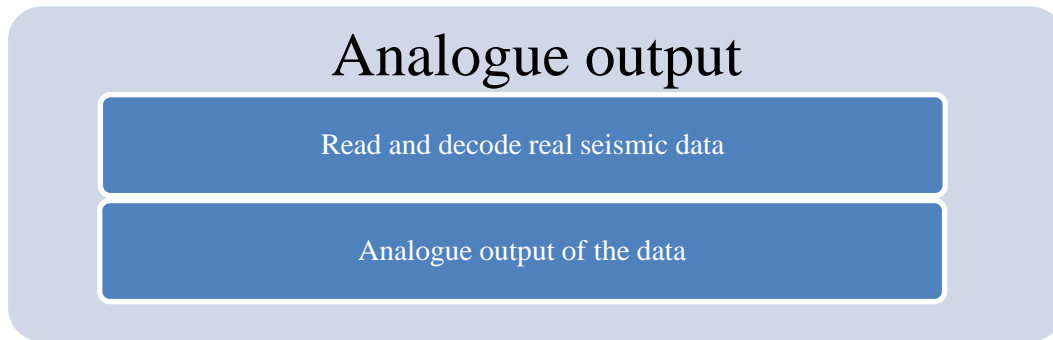 Analogue output
Read and decode real seismic data
Analogue output of the data